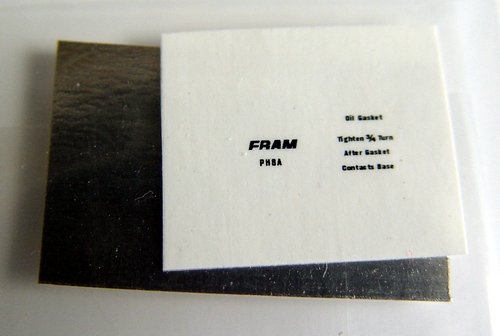 FRAM
PH8A
Oil Gasket
Tighten ¾ Turn
After Gasket
Contacts Base